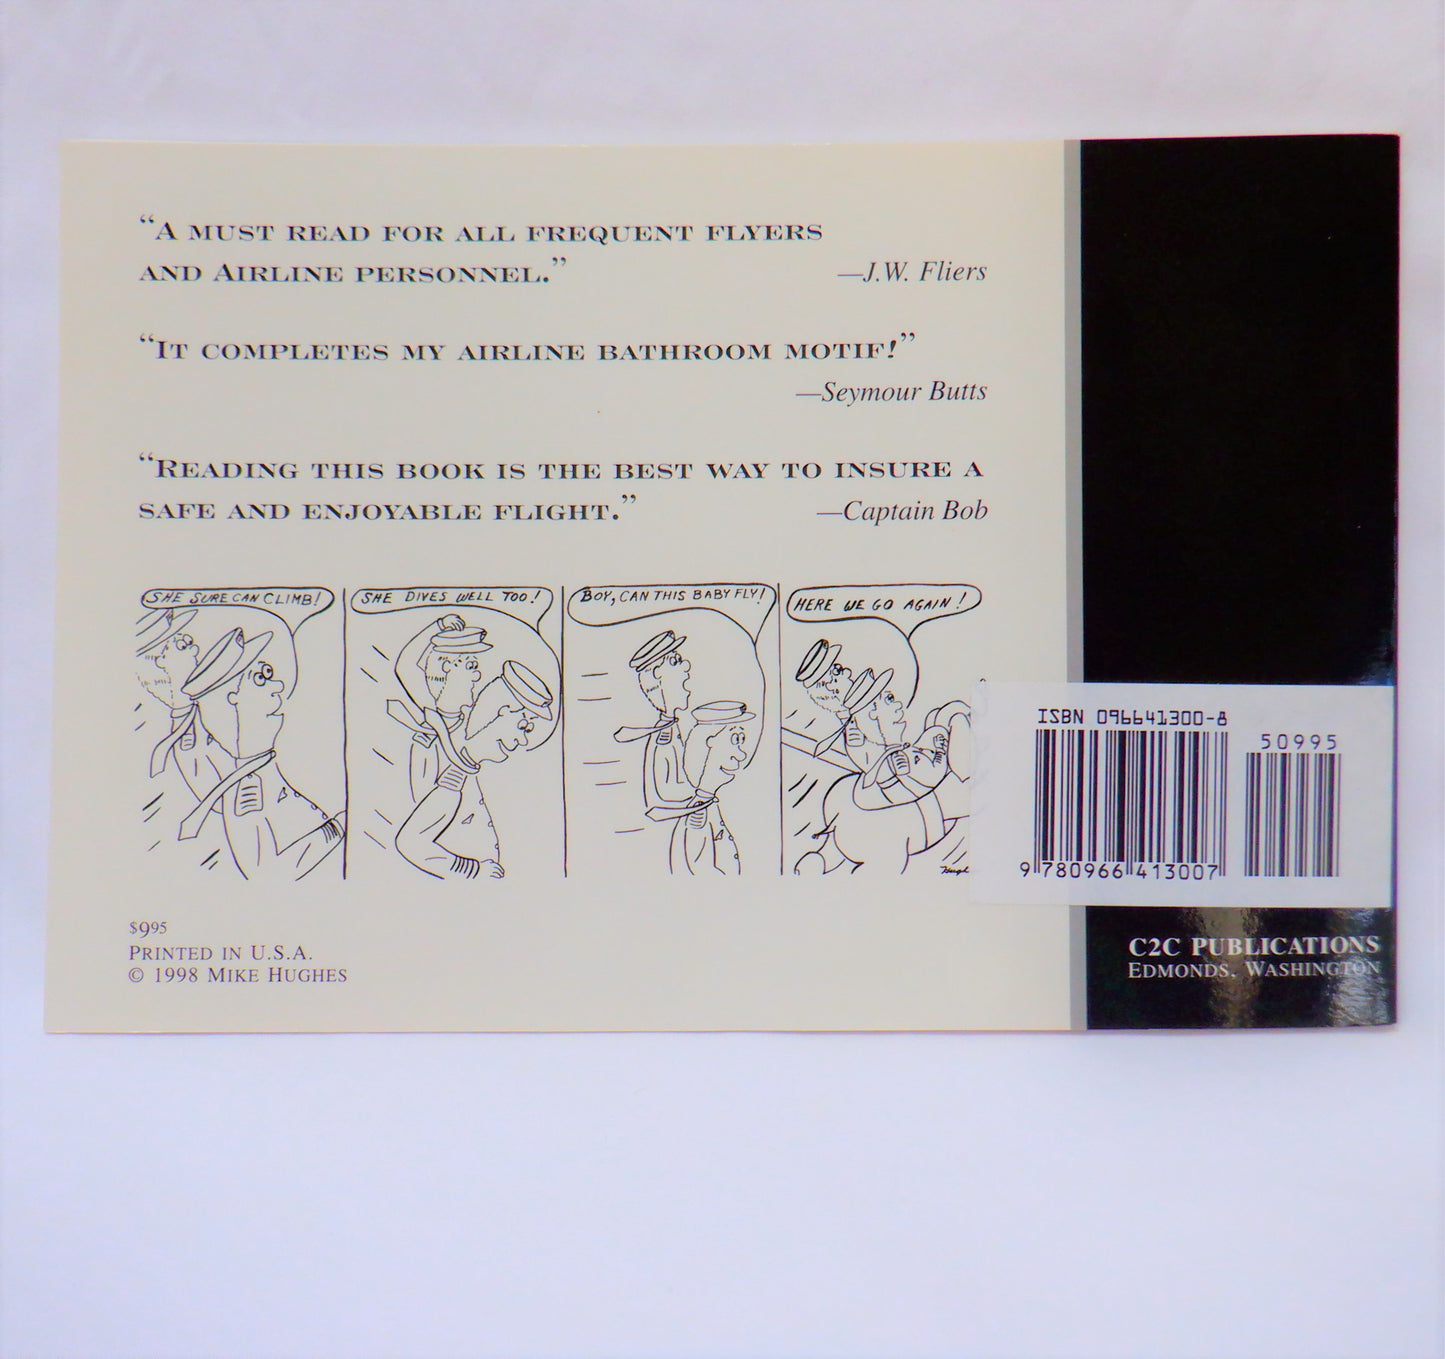 “A MUST READ FOR ALL FREQUENT FLYERS
AND AIRLINE PERSONNEL.” —J.W. Fliers
“IT COMPLETES MY AIRLINE BATHROOM MOTIF!”
—Seymour Butts
“READING THIS BOOK IS THE BEST WAY TO INSURE A
SAFE AND ENJOYABLE FLIGHT.” —Captain Bob
SHE SURE CAN CLIMB!
SHE DIVES WELL TOO!
BOY, CAN THIS BABY FLY!
HERE WE GO AGAIN!
ISBN 096641300-8
50995
9 780966 413007
$995
PRINTED IN U.S.A.
© 1998 MIKE HUGHES
C2C PUBLICATIONS
EDMONDS, WASHINGTON